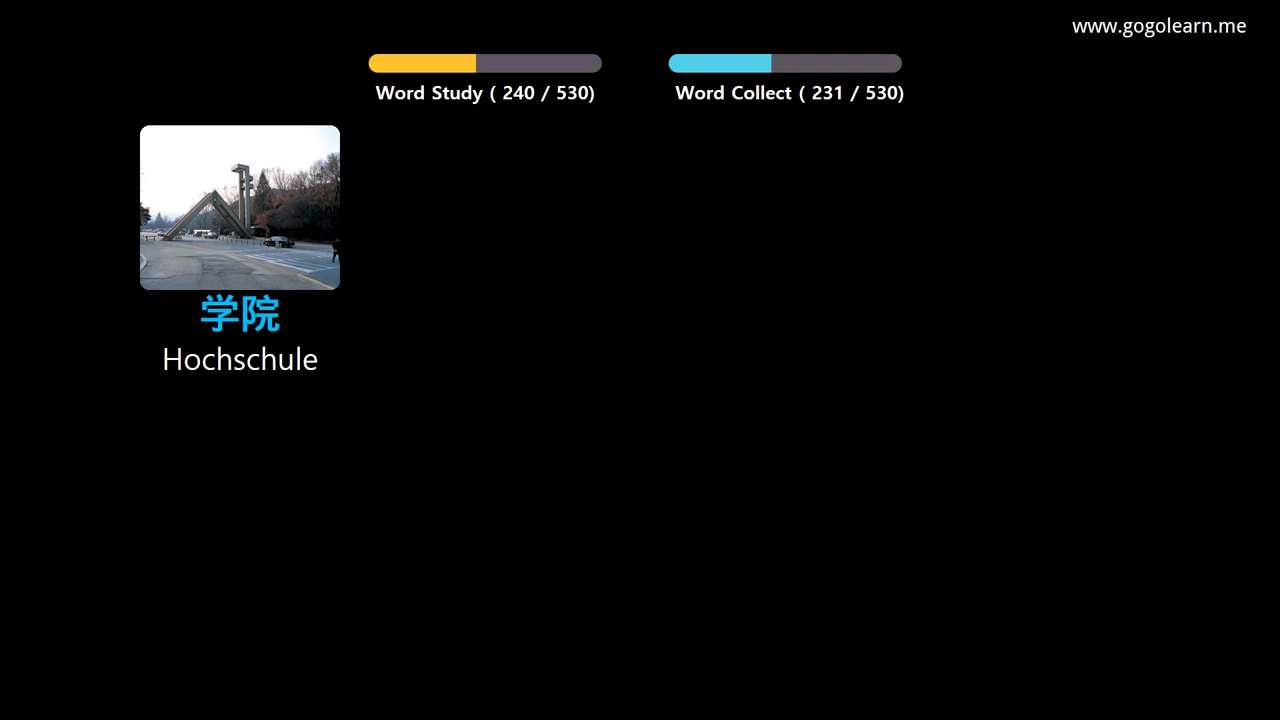 www.gogolearn.me
Word Study ( 240 / 530)
Word Collect ( 231 / 530)
学院
Hochschule